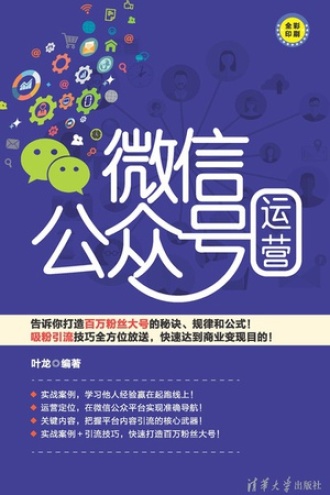 全彩
印刷
微信
公众号
运营
告诉你打造百万粉丝大号的秘诀、规律和公式！
吸粉引流技巧全方位放送，快速达到商业变现目的！
叶龙◎编著
实战案例，学习他人经验赢在起跑线上！
运营定位，在微信公众平台实现准确导航！
关键内容，把握平台内容引流的核心武器！
实战案例＋引流技巧，快速打造百万粉丝大号！
清华大学出版社